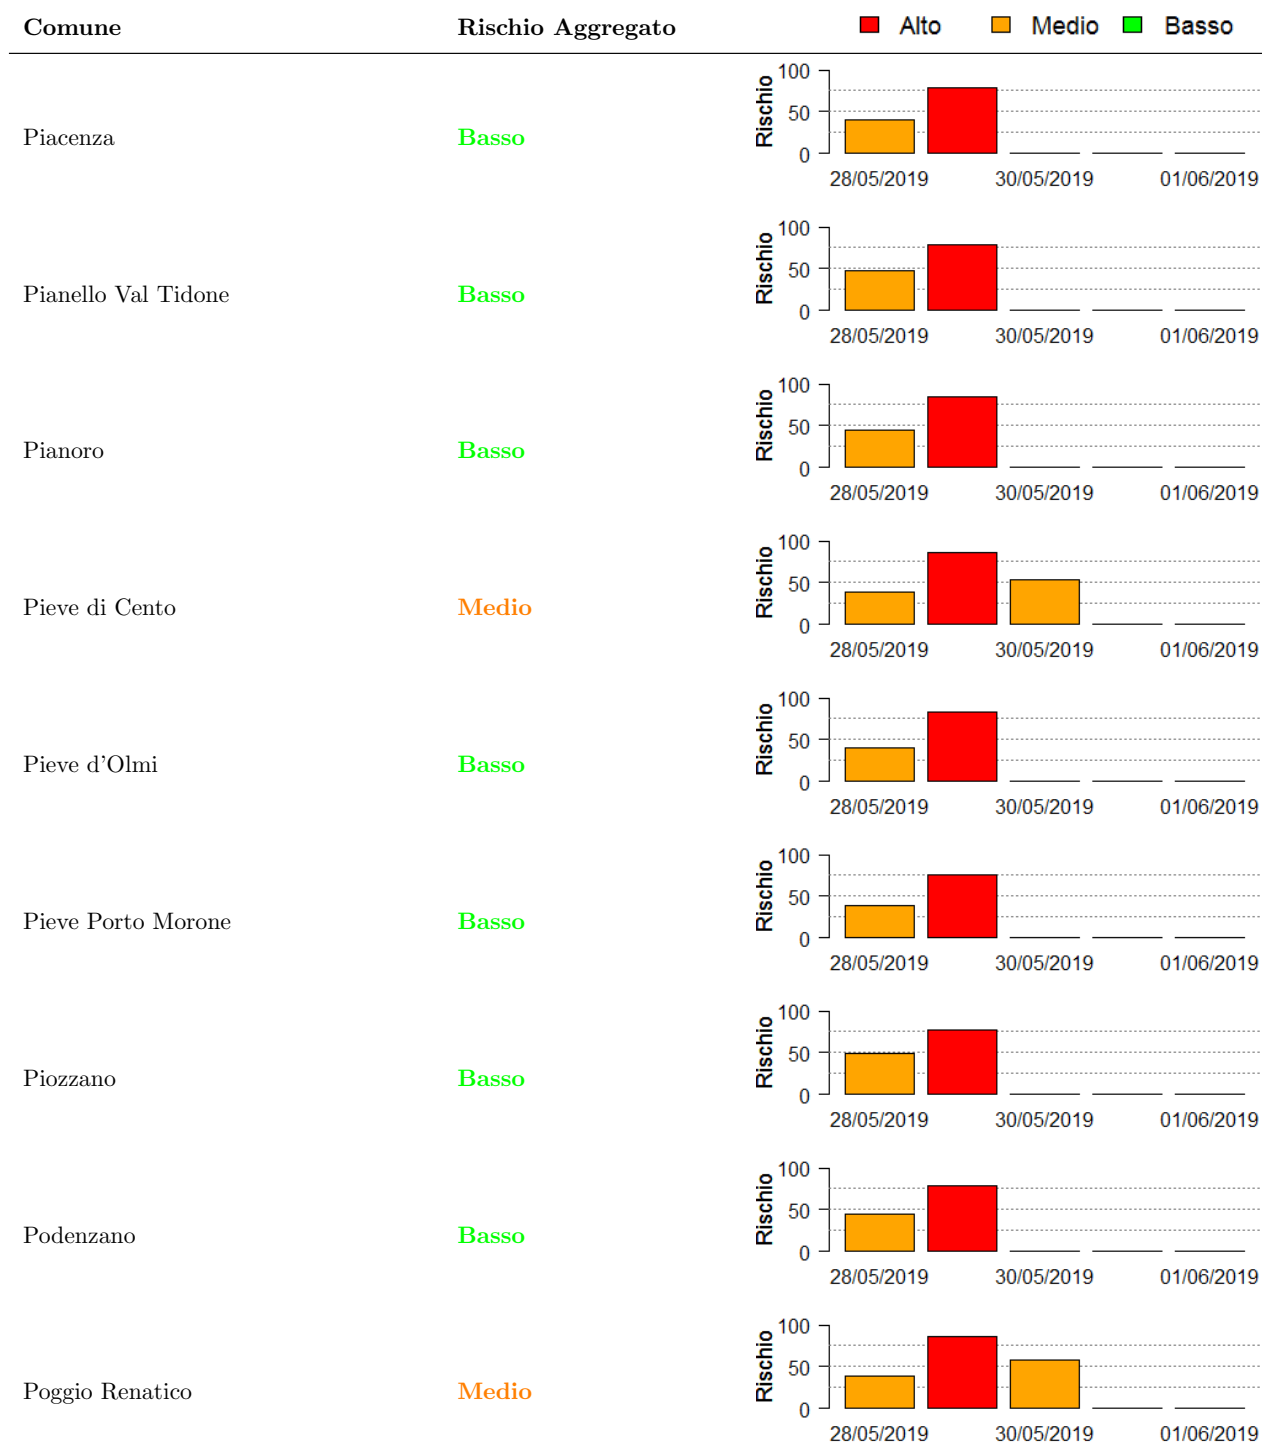 Comune Rischio Aggregato Alto Medio Basso
Piacenza Basso Rischio 100 50 0
28/05/2019 30/05/2019 01/06/2019
Pianello Val Tidone Basso Rischio 100 50 0
28/05/2019 30/05/2019 01/06/2019
Pianoro Basso Rischio 100 50 0
28/05/2019 30/05/2019 01/06/2019
Pieve di Cento Medio Rischio 100 50 0
28/05/2019 30/05/2019 01/06/2019
Pieve d'Olmi Basso Rischio 100 50 0
28/05/2019 30/05/2019 01/06/2019
Pieve Porto Morone Basso Rischio 100 50 0
28/05/2019 30/05/2019 01/06/2019
Piozzano Basso Rischio 100 50 0
28/05/2019 30/05/2019 01/06/2019
Podenzano Basso Rischio 100 50 0
28/05/2019 30/05/2019 01/06/2019
Poggio Renatico Medio Rischio 100 50 0
28/05/2019 30/05/2019 01/06/2019